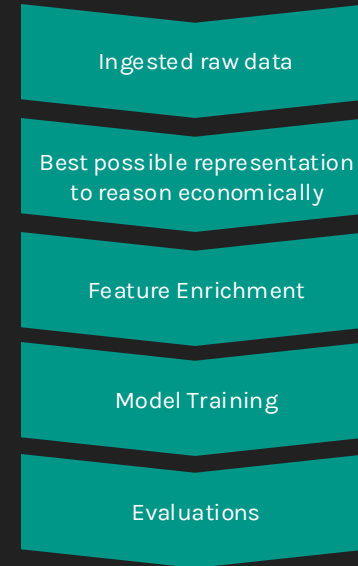 Ingested raw data
Best possible representation
to reason economically
Feature Enrichment
Model Training
Evaluations